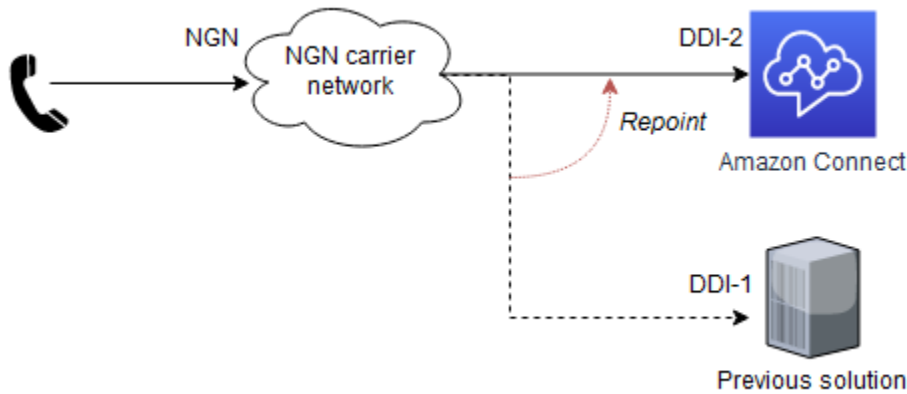 NGN
NGN carrier
network
DDI-2
Repoint
Amazon Connect
DDI-1
Previous solution